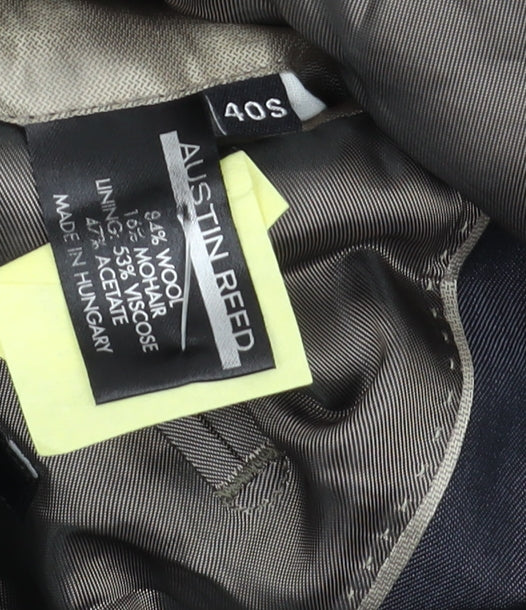 40S
AUSTIN REED
84% WOOL
16% MOHAIR
LINING: 53% VISCOSE
47% ACETATE
MADE IN HUNGARY